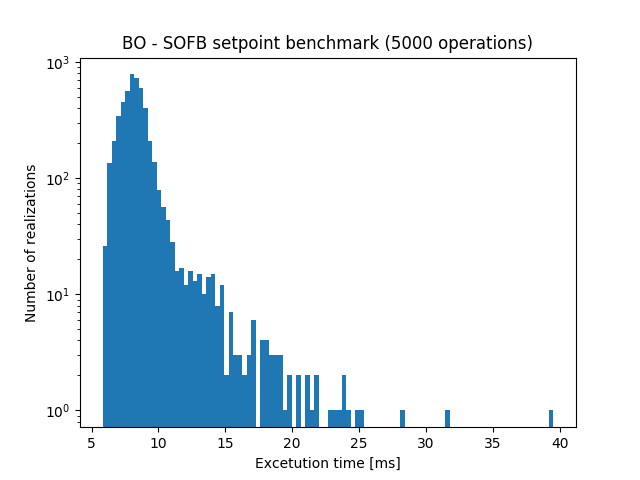 BO - SOFB setpoint benchmark (5000 operations)
10³
10²
10¹
10⁰
Number of realizations
5 10 15 20 25 30 35 40
Excetution time [ms]